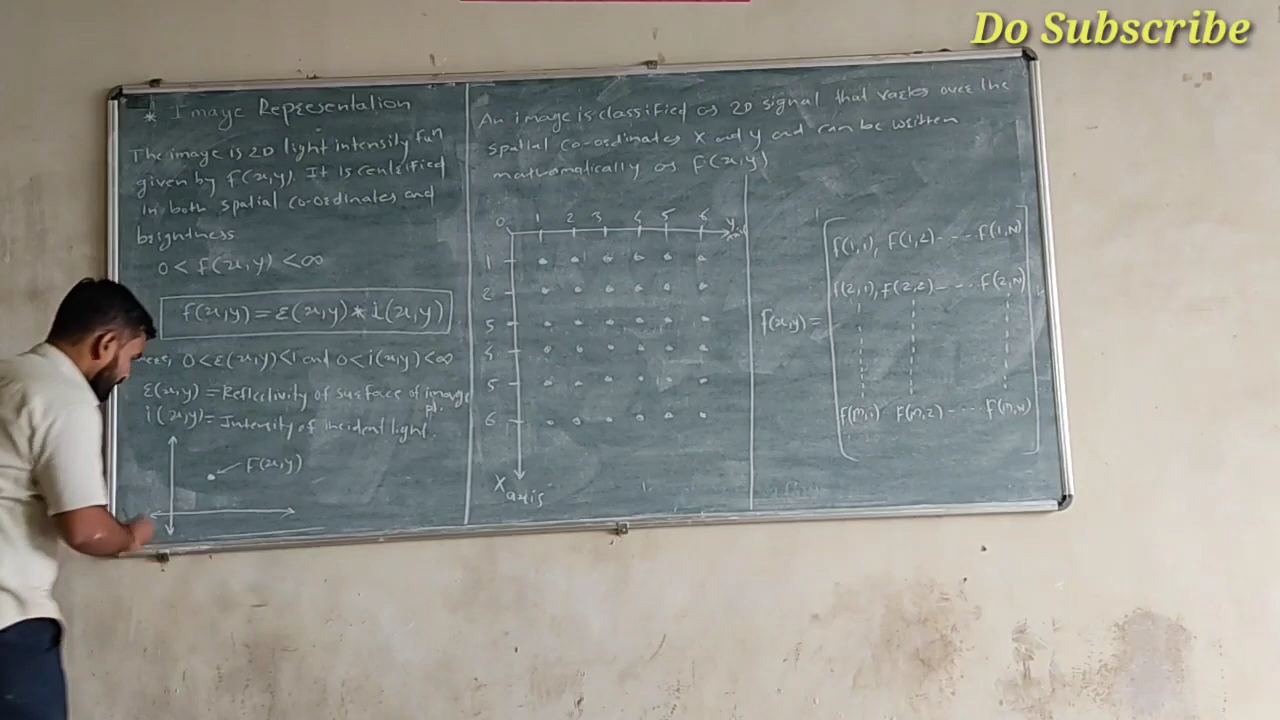 Do Subscribe
* Image Representation
The image is 2D light intensity fun
given by f(x,y). It is
in both spatial co-ordinates and
brightness
0 < f(x,y) < ∞
f(x,y) = r(x,y) * i(x,y)
0 < r(x,y) < 1 and 0 < i(x,y) < ∞
r(x,y) = Reflectivity of surface of image
pt.
i(x,y) = Intensity of incident light.
F(x,y)
An image is classified as 2D signal that varies over the
spatial co-ordinates X and y and can be written
mathamatically as F(x,y)
0 1 2 3 4 5 6 y
axis
1
2
5
4
5
6
X axis
f(x,y) =
f(1,1), f(1,2) - - - - f(1,N)
f(2,1), f(2,2) - - - - f(2,N)
f(M,1) F(M,2) - - - - f(M,N)